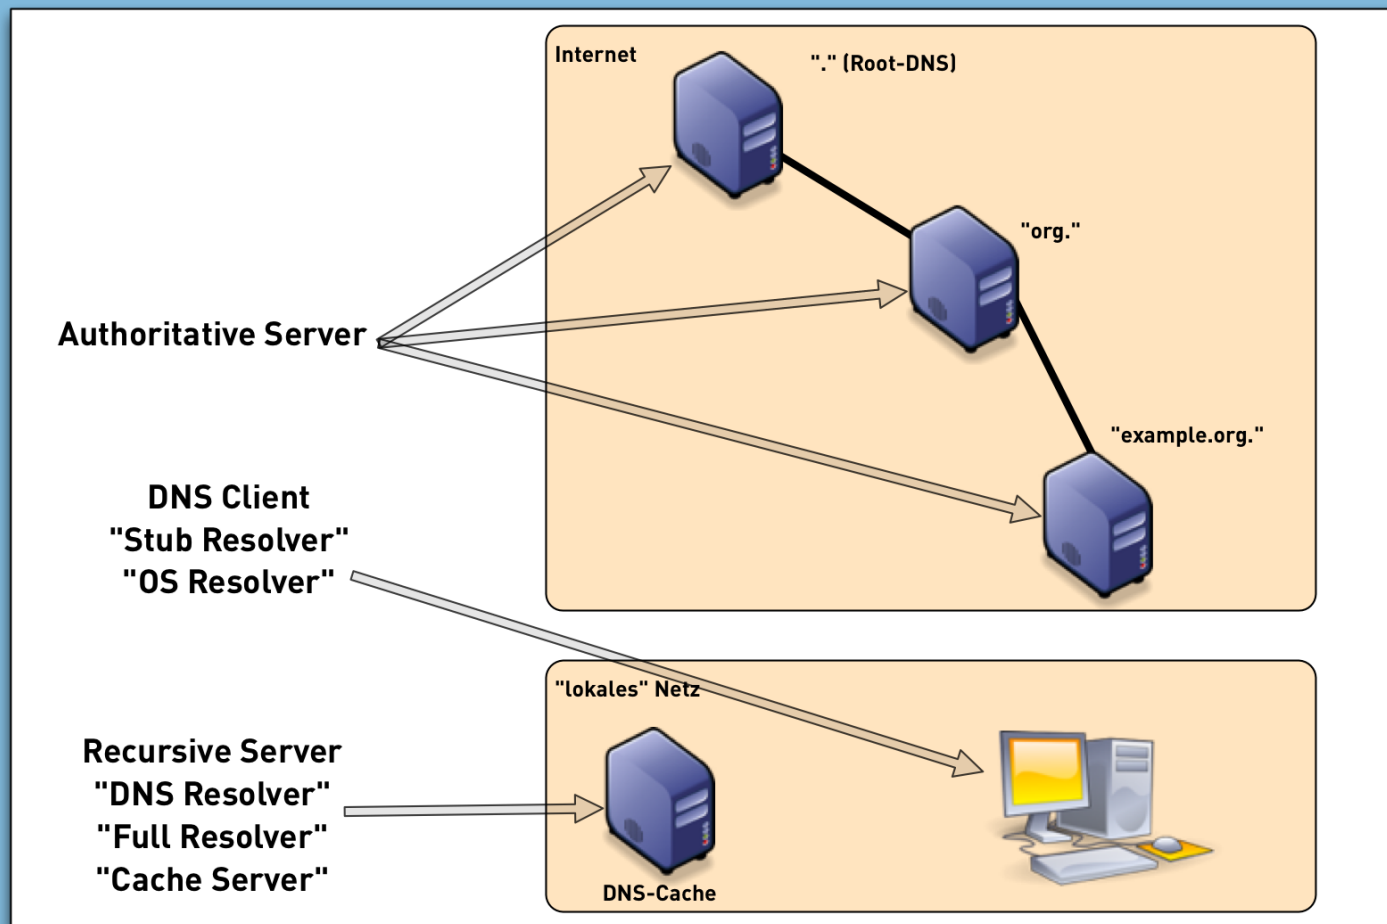 Internet
"." (Root-DNS)
"org."
Authoritative Server
"example.org."
DNS Client
"Stub Resolver"
"OS Resolver"
"lokales" Netz
Recursive Server
"DNS Resolver"
"Full Resolver"
"Cache Server"
DNS-Cache